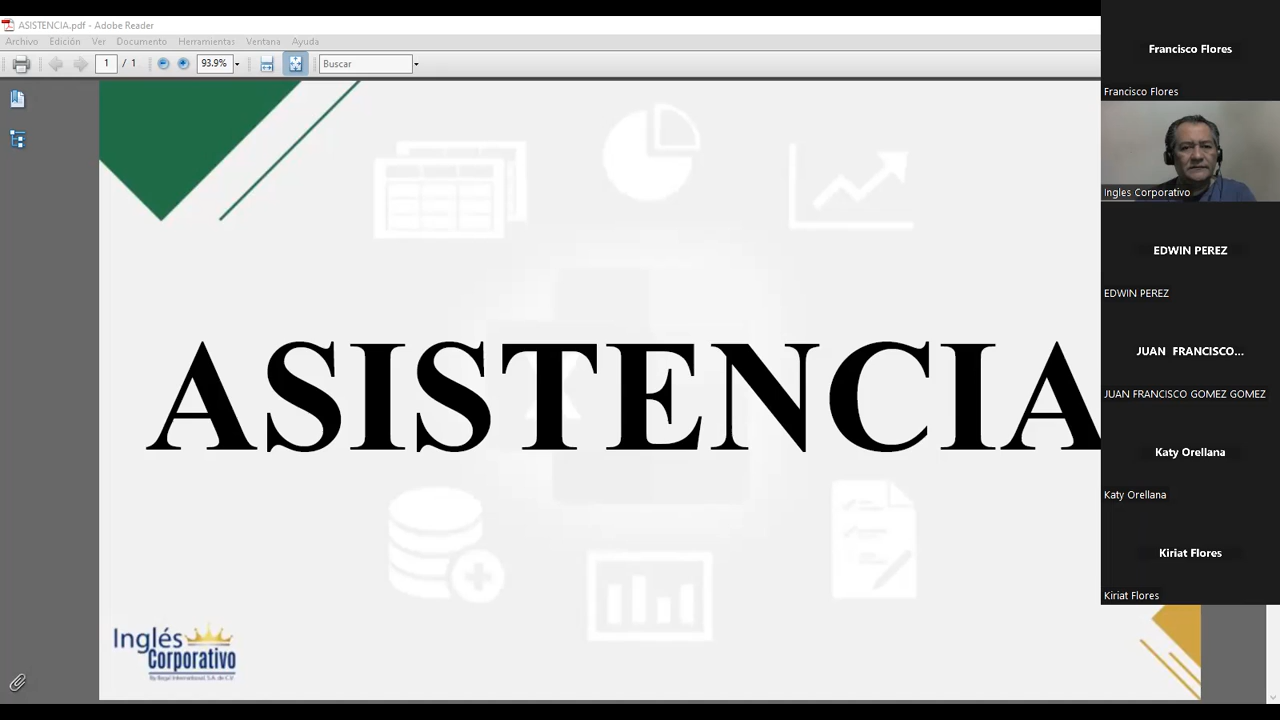 ASISTENCIA.pdf - Adobe Reader
Archivo Edición Ver Documento Herramientas Ventana Ayuda
1 / 1 93.9% Buscar
ASISTENCIA
Inglés
Corporativo
Francisco Flores
Francisco Flores
Ingles Corporativo
EDWIN PEREZ
EDWIN PEREZ
JUAN FRANCISCO...
JUAN FRANCISCO GOMEZ GOMEZ
Katy Orellana
Katy Orellana
Kiriat Flores
Kiriat Flores